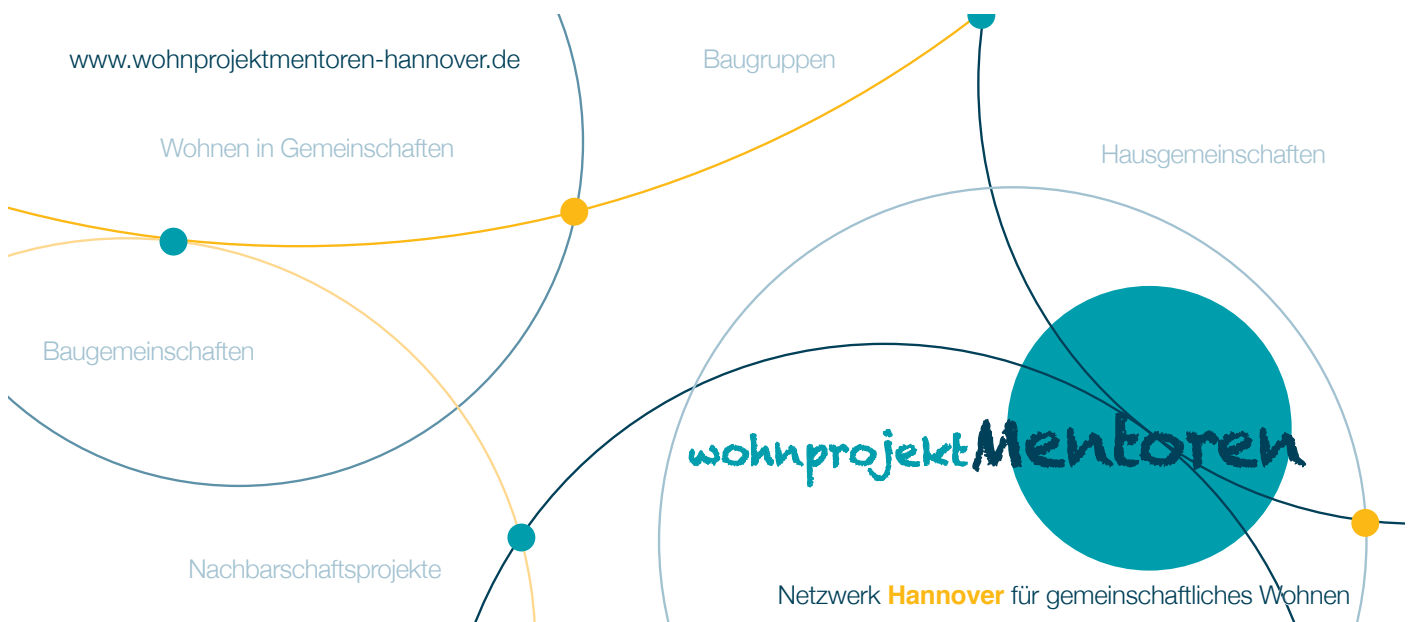 www.wohnprojektmentoren-hannover.de
Baugruppen
Wohnen in Gemeinschaften
Hausgemeinschaften
Baugemeinschaften
wohnprojektMentoren
Nachbarschaftsprojekte
Netzwerk Hannover für gemeinschaftliches Wohnen